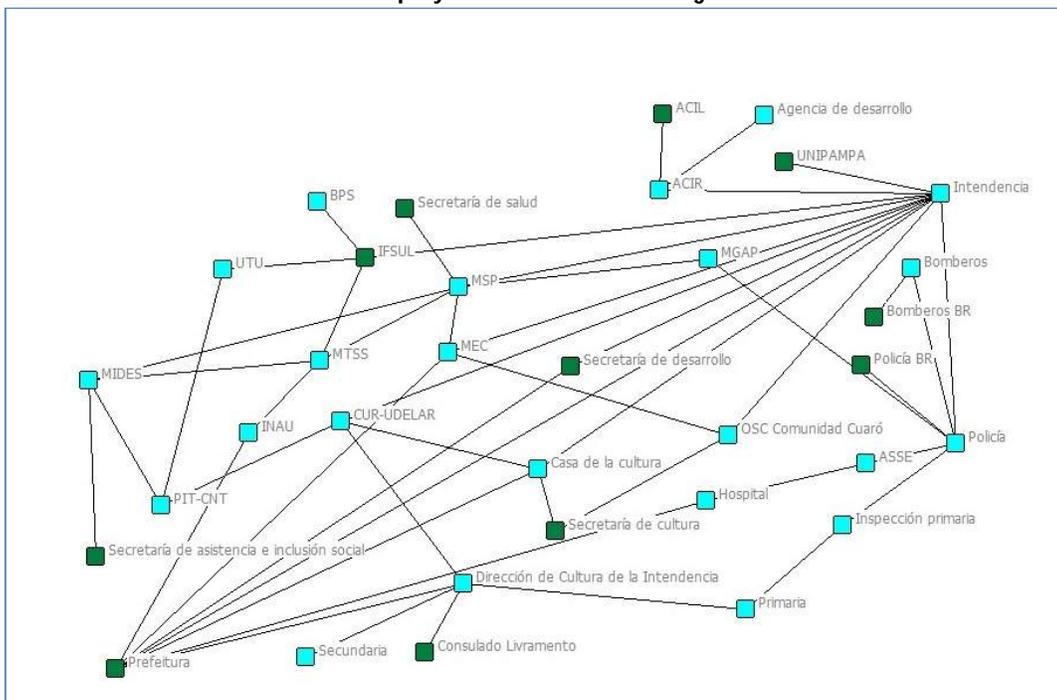 ACIL
Agencia de desarrollo
UNIPAMPA
ACIR
Intendencia
BPS
Secretaría de salud
IFSUL
UTU
MGAP
Bomberos
MSP
Bomberos BR
MEC
MTSS
Secretaría de desarrollo
Policía BR
MIDES
CUR-UDELAR
INAU
OSC Comunidad Cuaró
Policía
ASSE
Casa de la cultura
PIT-CNT
Hospital
Secretaría de cultura
Inspección primaria
Secretaría de asistencia e inclusión social
Dirección de Cultura de la Intendencia
Primaria
Consulado Livramento
Secundaria
Prefeitura